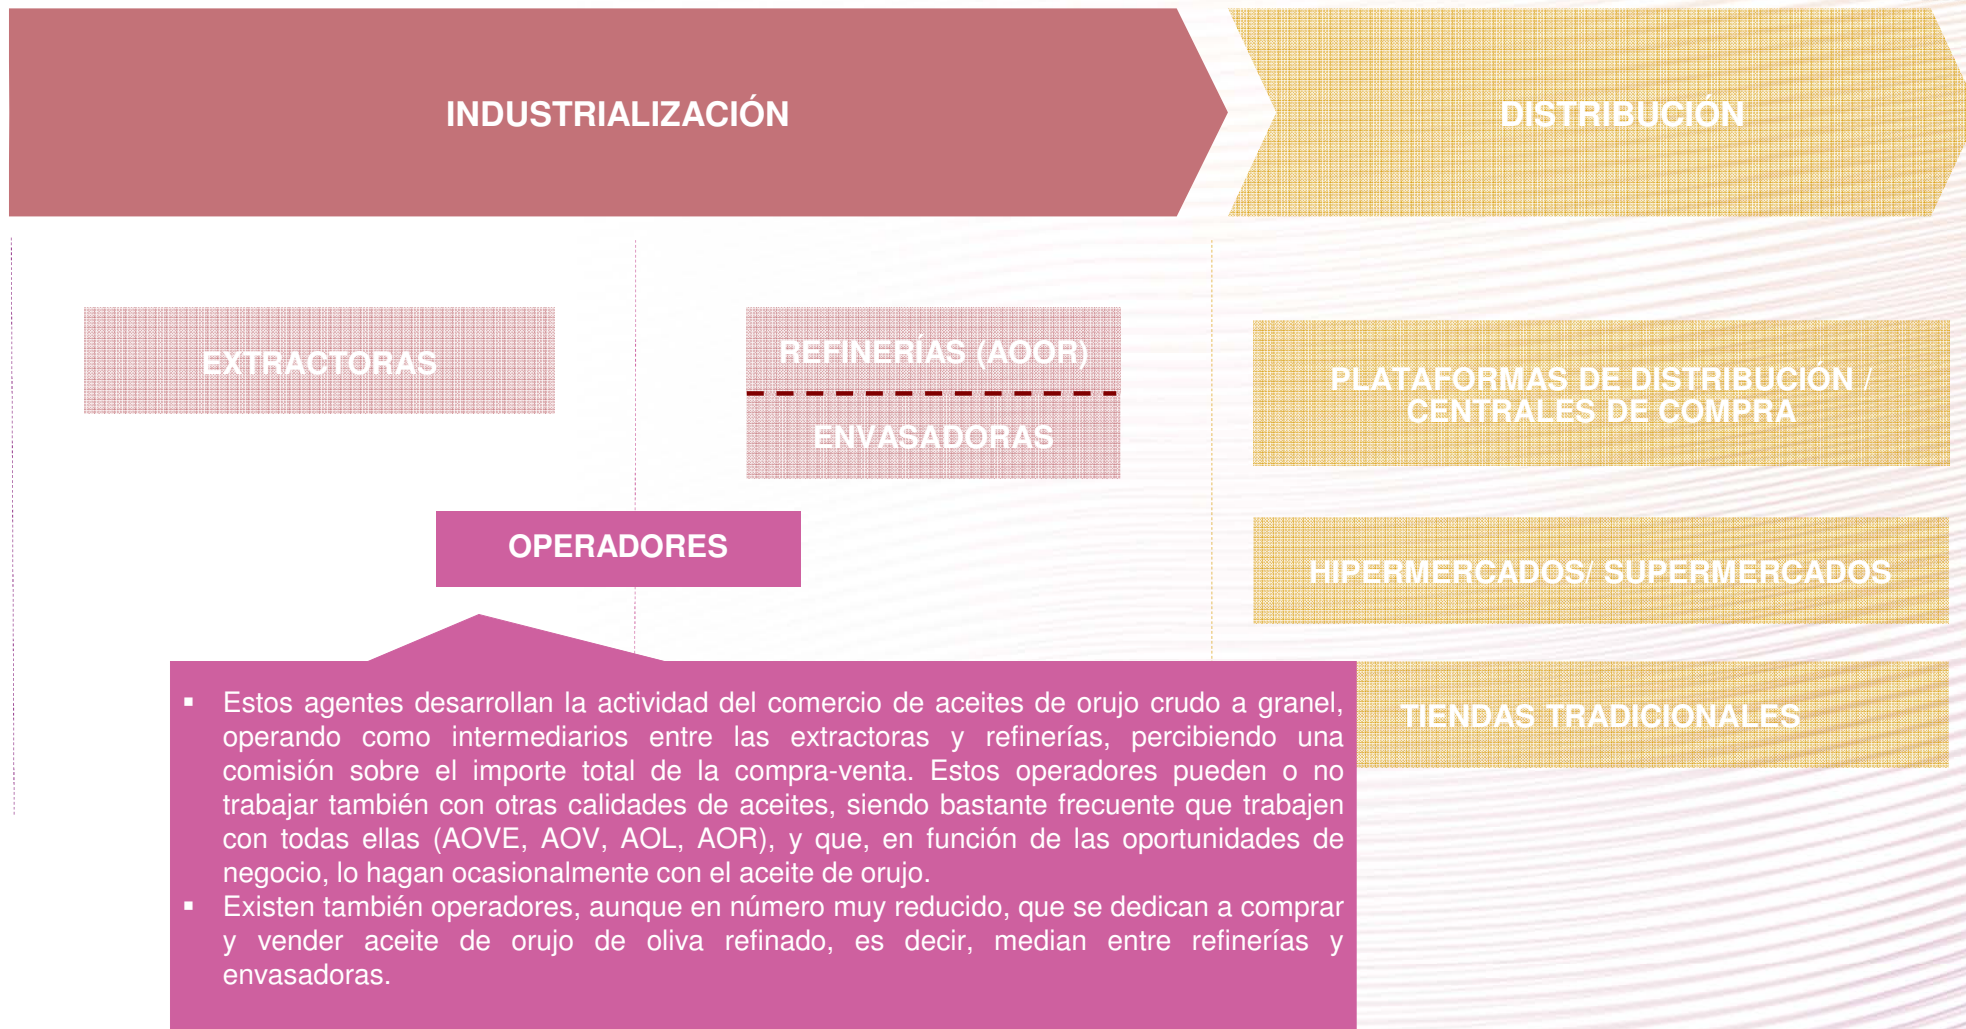 INDUSTRIALIZACIÓN
DISTRIBUCIÓN
EXTRACTORAS
REFINERÍAS (AOOR)
ENVASADORAS
OPERADORES
PLATAFORMAS DE DISTRIBUCIÓN /
CENTRALES DE COMPRA
HIPERMERCADOS/ SUPERMERCADOS
TIENDAS TRADICIONALES
▪ Estos agentes desarrollan la actividad del comercio de aceites de orujo crudo a granel,
operando como intermediarios entre las extractoras y refinerías, percibiendo una
comisión sobre el importe total de la compra-venta. Estos operadores pueden o no
trabajar también con otras calidades de aceites, siendo bastante frecuente que trabajen
con todas ellas (AOVE, AOV, AOL, AOR), y que, en función de las oportunidades de
negocio, lo hagan ocasionalmente con el aceite de orujo.
▪ Existen también operadores, aunque en número muy reducido, que se dedican a comprar
y vender aceite de orujo de oliva refinado, es decir, median entre refinerías y
envasadoras.